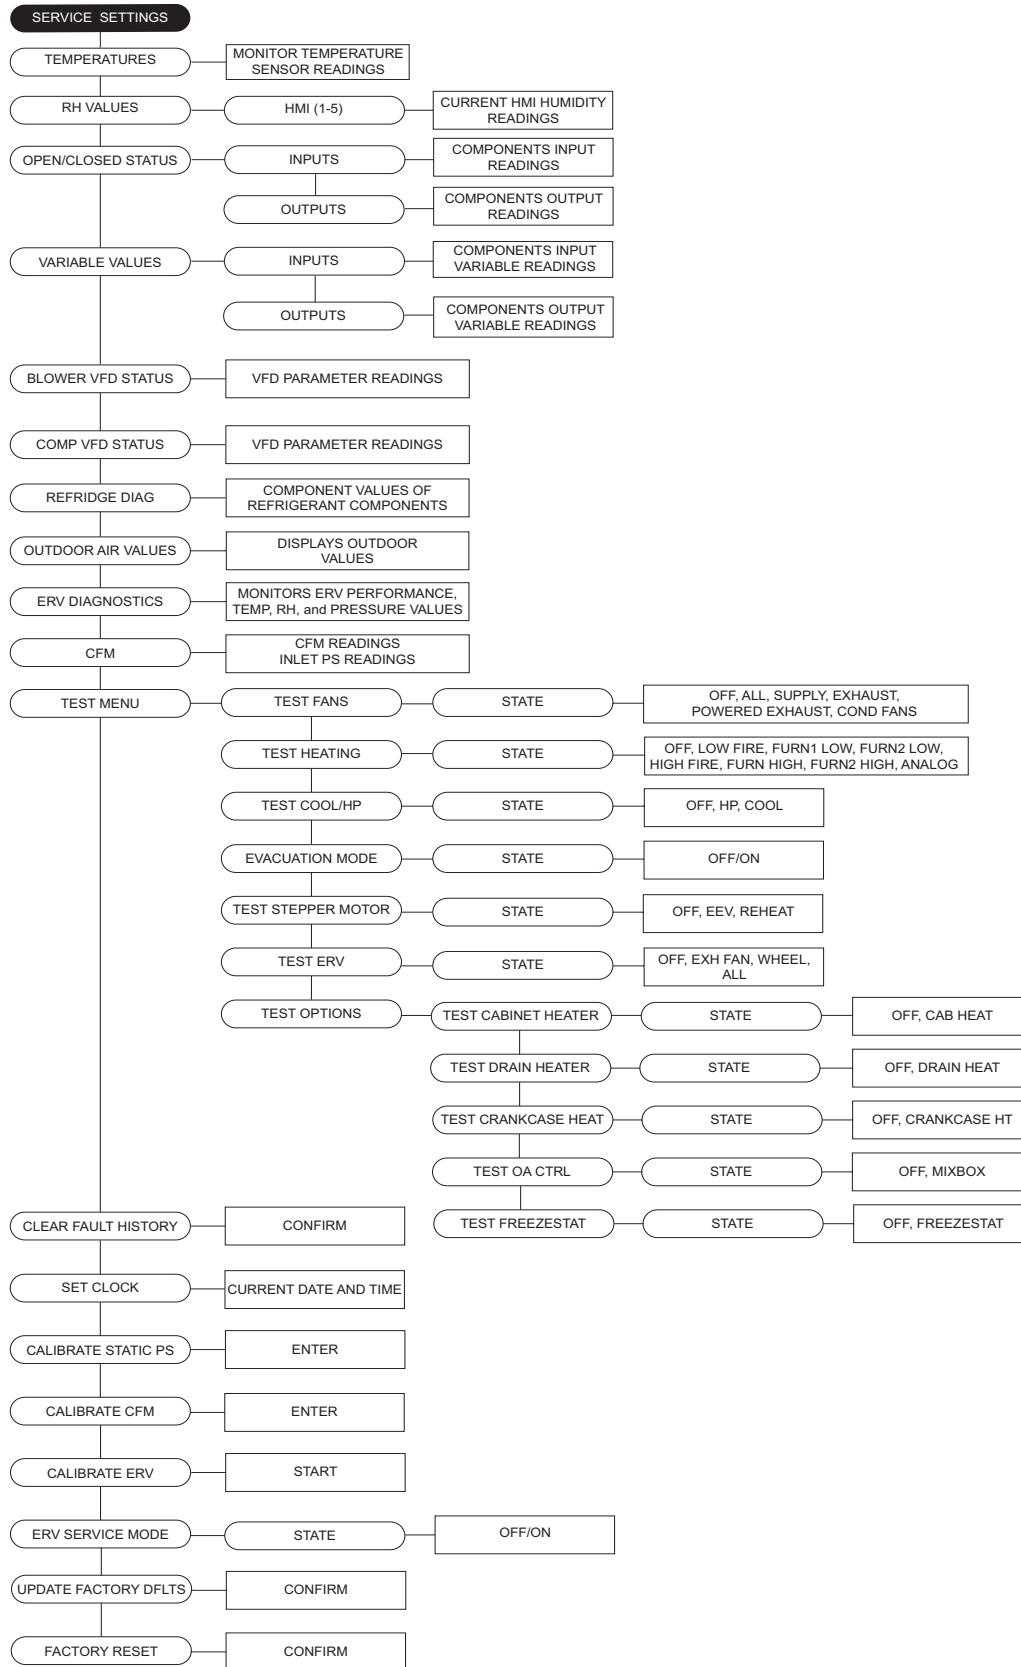 SERVICE SETTINGS
TEMPERATURES
MONITOR TEMPERATURE
SENSOR READINGS
RH VALUES
HMI (1-5)
CURRENT HMI HUMIDITY
READINGS
OPEN/CLOSED STATUS
INPUTS
COMPONENTS INPUT
READINGS
OUTPUTS
COMPONENTS OUTPUT
READINGS
VARIABLE VALUES
INPUTS
COMPONENTS INPUT
VARIABLE READINGS
OUTPUTS
COMPONENTS OUTPUT
VARIABLE READINGS
BLOWER VFD STATUS
VFD PARAMETER READINGS
COMP VFD STATUS
VFD PARAMETER READINGS
REFRIDGE DIAG
COMPONENT VALUES OF
REFRIGERANT COMPONENTS
OUTDOOR AIR VALUES
DISPLAYS OUTDOOR
VALUES
ERV DIAGNOSTICS
MONITORS ERV PERFORMANCE,
TEMP, RH, and PRESSURE VALUES
CFM
CFM READINGS
INLET PS READINGS
TEST MENU
TEST FANS
STATE
OFF, ALL, SUPPLY, EXHAUST,
POWERED EXHAUST, COND FANS
TEST HEATING
STATE
OFF, LOW FIRE, FURN1 LOW, FURN2 LOW,
HIGH FIRE, FURN HIGH, FURN2 HIGH, ANALOG
TEST COOL/HP
STATE
OFF, HP, COOL
EVACUATION MODE
STATE
OFF/ON
TEST STEPPER MOTOR
STATE
OFF, EEV, REHEAT
TEST ERV
STATE
OFF, EXH FAN, WHEEL,
ALL
TEST OPTIONS
TEST CABINET HEATER
STATE
OFF, CAB HEAT
TEST DRAIN HEATER
STATE
OFF, DRAIN HEAT
TEST CRANKCASE HEAT
STATE
OFF, CRANKCASE HT
TEST OA CTRL
STATE
OFF, MIXBOX
TEST FREEZESTAT
STATE
OFF, FREEZESTAT
CLEAR FAULT HISTORY
CONFIRM
SET CLOCK
CURRENT DATE AND TIME
CALIBRATE STATIC PS
ENTER
CALIBRATE CFM
ENTER
CALIBRATE ERV
START
ERV SERVICE MODE
STATE
OFF/ON
UPDATE FACTORY DFLTS
CONFIRM
FACTORY RESET
CONFIRM